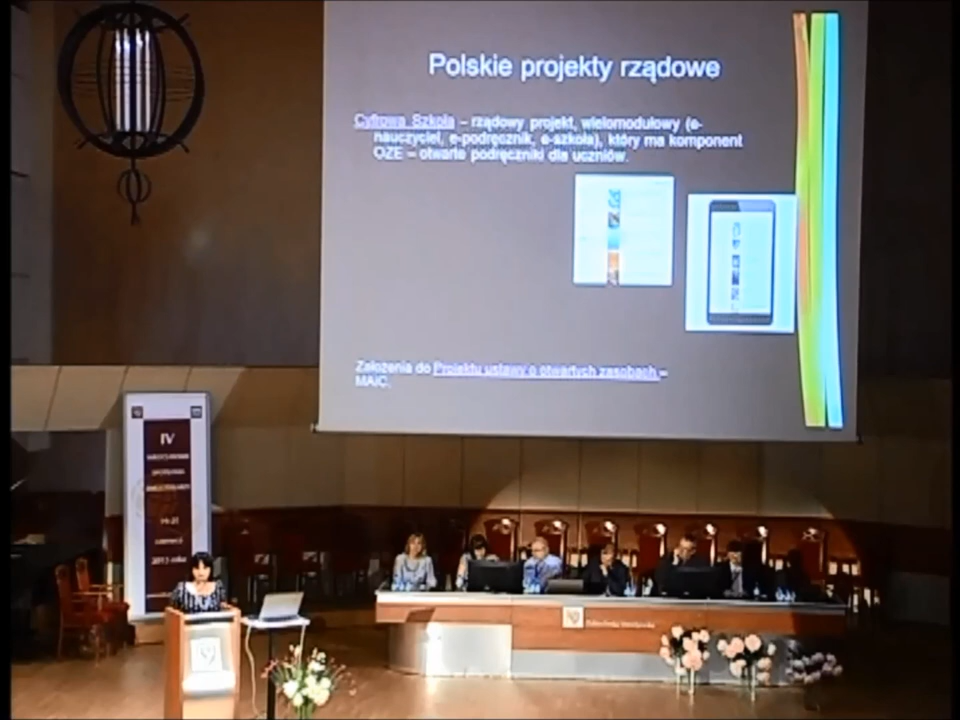 Polskie projekty rządowe
Cyfrowa Szkoła – rządowy projekt, wielomodułowy (e-
nauczyciel, e-podręcznik, e-szkoła), który ma komponent
OZE – otwarte podręczniki dla uczniów.
Założenia do Projektu ustawy o otwartych zasobach –
MAiC.
IV